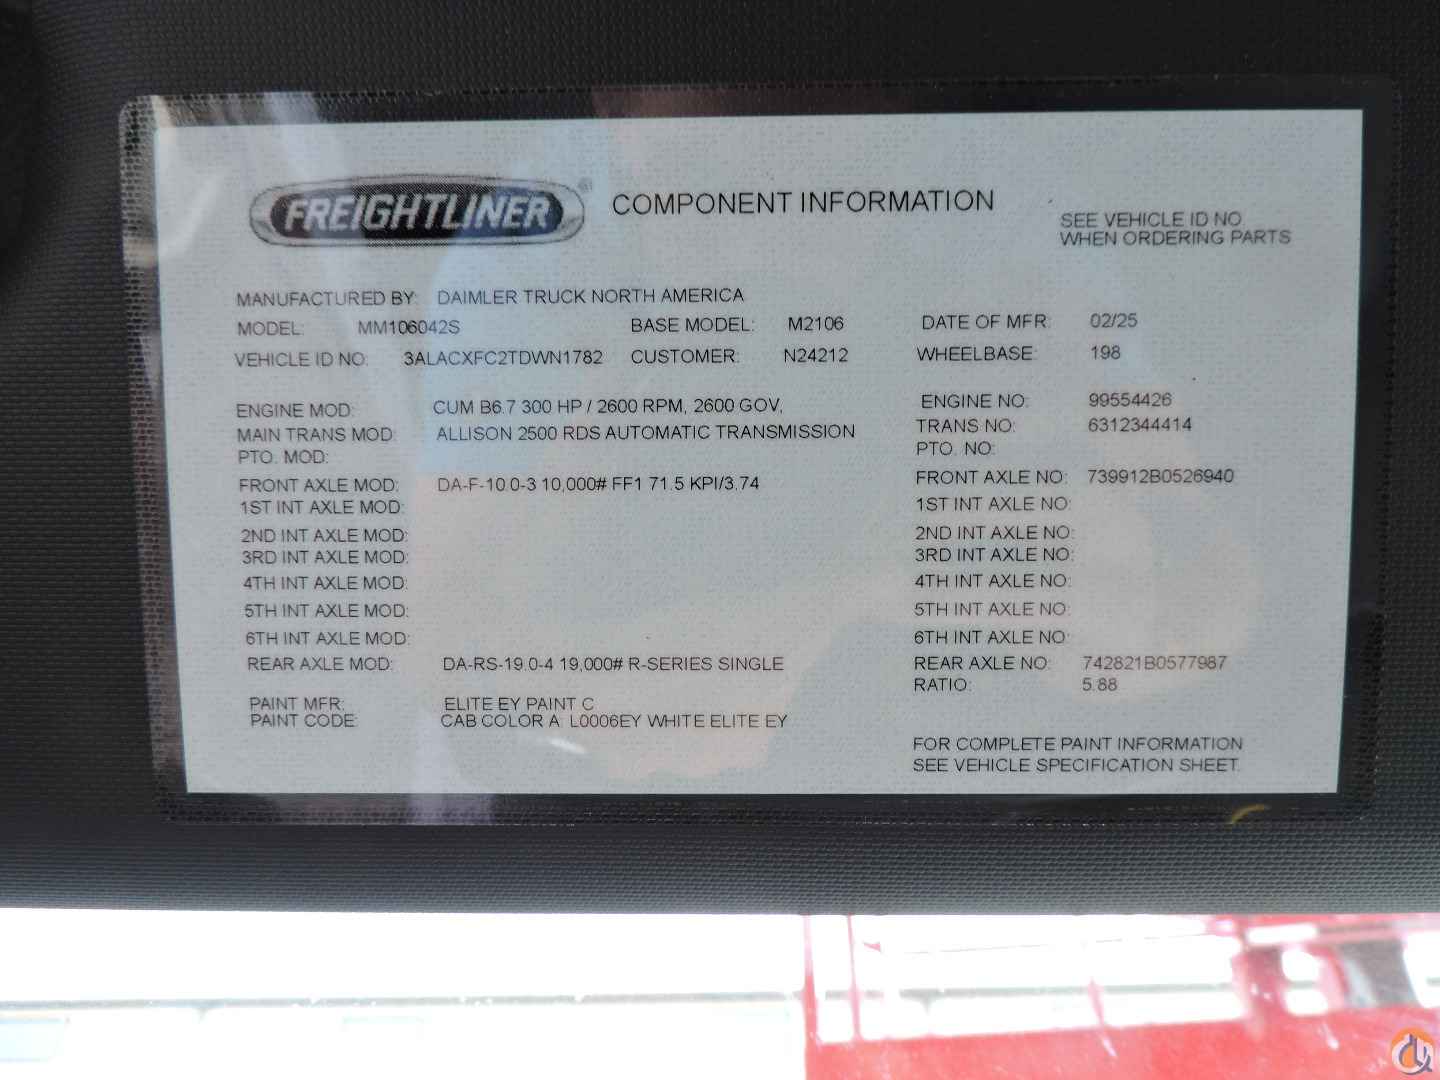 FREIGHTLINER® COMPONENT INFORMATION
SEE VEHICLE ID NO
WHEN ORDERING PARTS
MANUFACTURED BY: DAIMLER TRUCK NORTH AMERICA
MODEL: MM106042S BASE MODEL: M2106 DATE OF MFR: 02/25
VEHICLE ID NO. 3ALACXFC2TDWN1782 CUSTOMER: N24212 WHEELBASE: 198
ENGINE MOD: CUM B6.7 300 HP / 2600 RPM, 2600 GOV, ENGINE NO: 99554426
MAIN TRANS MOD: ALLISON 2500 RDS AUTOMATIC TRANSMISSION TRANS NO: 6312344414
PTO. MOD: PTO. NO:
FRONT AXLE MOD: DA-F-10.0-3 10,000# FF1 71.5 KPI/3.74 FRONT AXLE NO: 739912B0526940
1ST INT AXLE MOD: 1ST INT AXLE NO:
2ND INT AXLE MOD: 2ND INT AXLE NO:
3RD INT AXLE MOD: 3RD INT AXLE NO:
4TH INT AXLE MOD: 4TH INT AXLE NO:
5TH INT AXLE MOD: 5TH INT AXLE NO:
6TH INT AXLE MOD: 6TH INT AXLE NO:
REAR AXLE MOD: DA-RS-19.0-4 19,000# R-SERIES SINGLE REAR AXLE NO: 742821B0577987
RATIO: 5.88
PAINT MFR: ELITE EY PAINT C
PAINT CODE: CAB COLOR A: L0006EY WHITE ELITE EY
FOR COMPLETE PAINT INFORMATION
SEE VEHICLE SPECIFICATION SHEET.